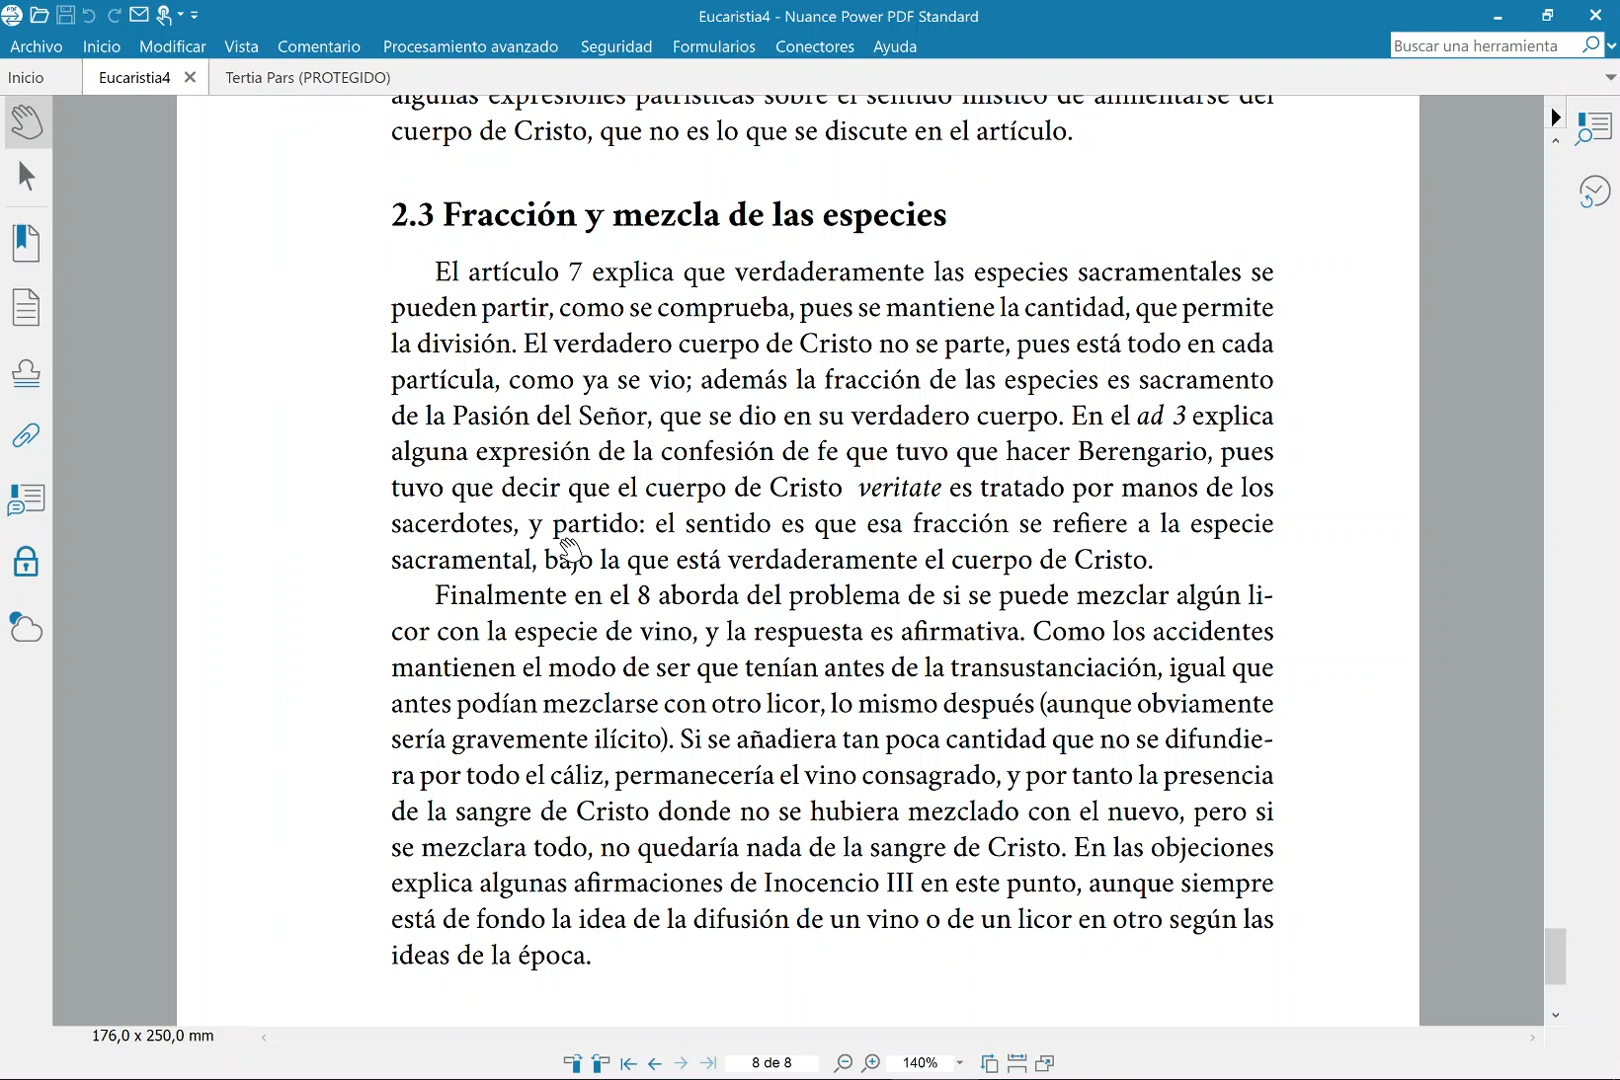 Eucaristia4 - Nuance Power PDF Standard
Archivo Inicio Modificar Vista Comentario Procesamiento avanzado Seguridad Formularios Conectores Ayuda Buscar una herramienta
Inicio Eucaristia4 Tertia Pars (PROTEGIDO)
algunas expresiones patrísticas sobre el sentido místico de alimentarse del
cuerpo de Cristo, que no es lo que se discute en el artículo.
2.3 Fracción y mezcla de las especies
El artículo 7 explica que verdaderamente las especies sacramentales se
pueden partir, como se comprueba, pues se mantiene la cantidad, que permite
la división. El verdadero cuerpo de Cristo no se parte, pues está todo en cada
partícula, como ya se vio; además la fracción de las especies es sacramento
de la Pasión del Señor, que se dio en su verdadero cuerpo. En el ad 3 explica
alguna expresión de la confesión de fe que tuvo que hacer Berengario, pues
tuvo que decir que el cuerpo de Cristo veritate es tratado por manos de los
sacerdotes, y partido: el sentido es que esa fracción se refiere a la especie
sacramental, bajo la que está verdaderamente el cuerpo de Cristo.
Finalmente en el 8 aborda del problema de si se puede mezclar algún li-
cor con la especie de vino, y la respuesta es afirmativa. Como los accidentes
mantienen el modo de ser que tenían antes de la transustanciación, igual que
antes podían mezclarse con otro licor, lo mismo después (aunque obviamente
sería gravemente ilícito). Si se añadiera tan poca cantidad que no se difundie-
ra por todo el cáliz, permanecería el vino consagrado, y por tanto la presencia
de la sangre de Cristo donde no se hubiera mezclado con el nuevo, pero si
se mezclara todo, no quedaría nada de la sangre de Cristo. En las objeciones
explica algunas afirmaciones de Inocencio III en este punto, aunque siempre
está de fondo la idea de la difusión de un vino o de un licor en otro según las
ideas de la época.
176,0 x 250,0 mm
8 de 8 140%